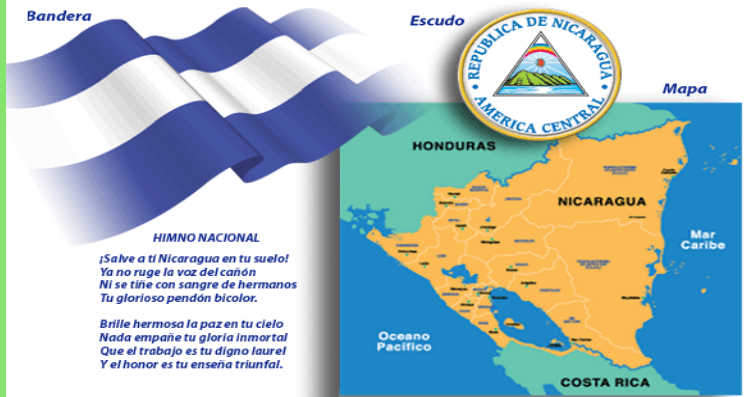 Bandera
Escudo
REPUBLICA DE NICARAGUA
AMERICA CENTRAL
Mapa
HONDURAS
NICARAGUA
Mar
Caribe
Oceano
Pacífico
COSTA RICA
HIMNO NACIONAL
¡Salve a ti Nicaragua en tu suelo!
Ya no ruge la voz del cañón
Ni se tiñe con sangre de hermanos
Tu glorioso pendón bicolor.
Brille hermosa la paz en tu cielo
Nada empañe tu gloria inmortal
Que el trabajo es tu digno laurel
Y el honor es tu enseña triunfal.